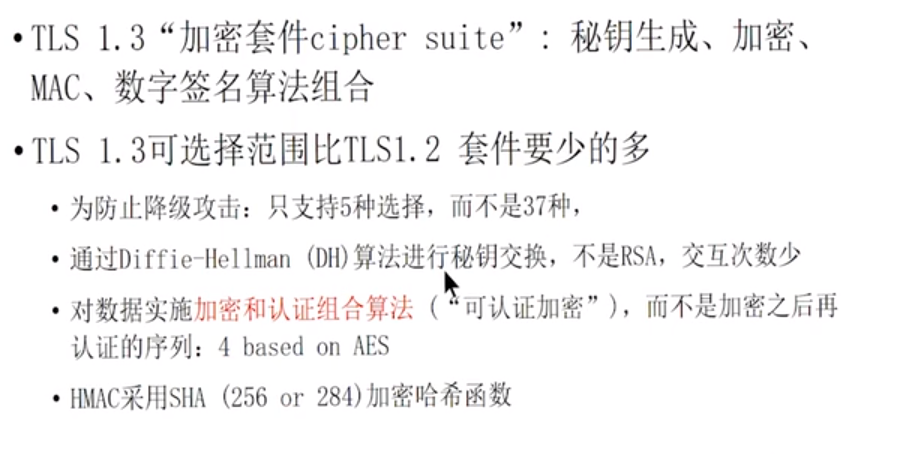 •TLS 1.3“加密套件cipher suite”: 秘钥生成、加密、
MAC、数字签名算法组合
•TLS 1.3可选择范围比TLS1.2 套件要少的多
•为防止降级攻击：只支持5种选择，而不是37种，
•通过Diffie-Hellman (DH)算法进行秘钥交换，不是RSA，交互次数少
•对数据实施加密和认证组合算法（“可认证加密”），而不是加密之后再
认证的序列：4 based on AES
•HMAC采用SHA (256 or 284)加密哈希函数